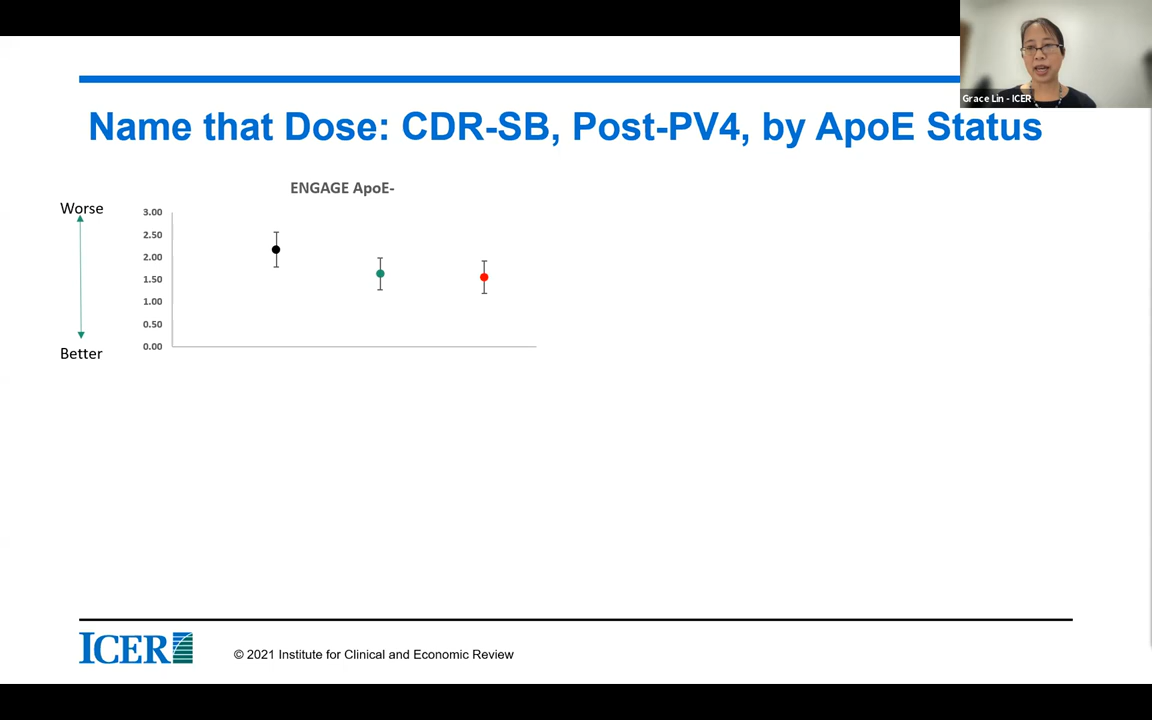 Grace Lin - ICER
Name that Dose: CDR-SB, Post-PV4, by ApoE Status
ENGAGE ApoE-
Worse
3.00
2.50
2.00
1.50
1.00
0.50
0.00
Better
ICER
© 2021 Institute for Clinical and Economic Review